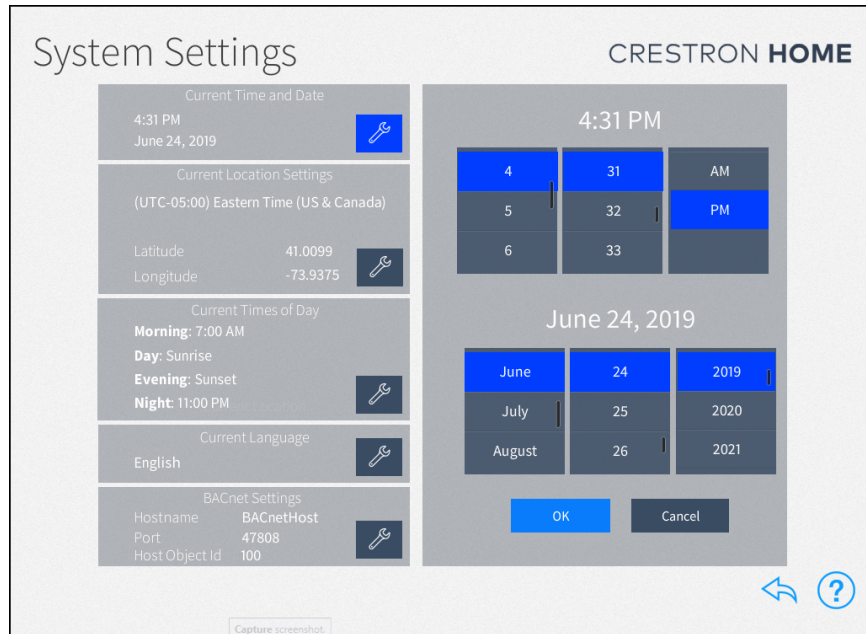 System Settings
CRESTRON HOME
Current Time and Date
4:31 PM
June 24, 2019
Current Location Settings
(UTC-05:00) Eastern Time (US & Canada)
Latitude 41.0099
Longitude -73.9375
Current Times of Day
Morning: 7:00 AM
Day: Sunrise
Evening: Sunset
Night: 11:00 PM
Current Language
English
BACnet Settings
Hostname BACnetHost
Port 47808
Host Object Id 100
4:31 PM
4 31 AM
5 32 PM
6 33
June 24, 2019
June 24 2019
July 25 2020
August 26 2021
OK Cancel
?
Capture screenshot.